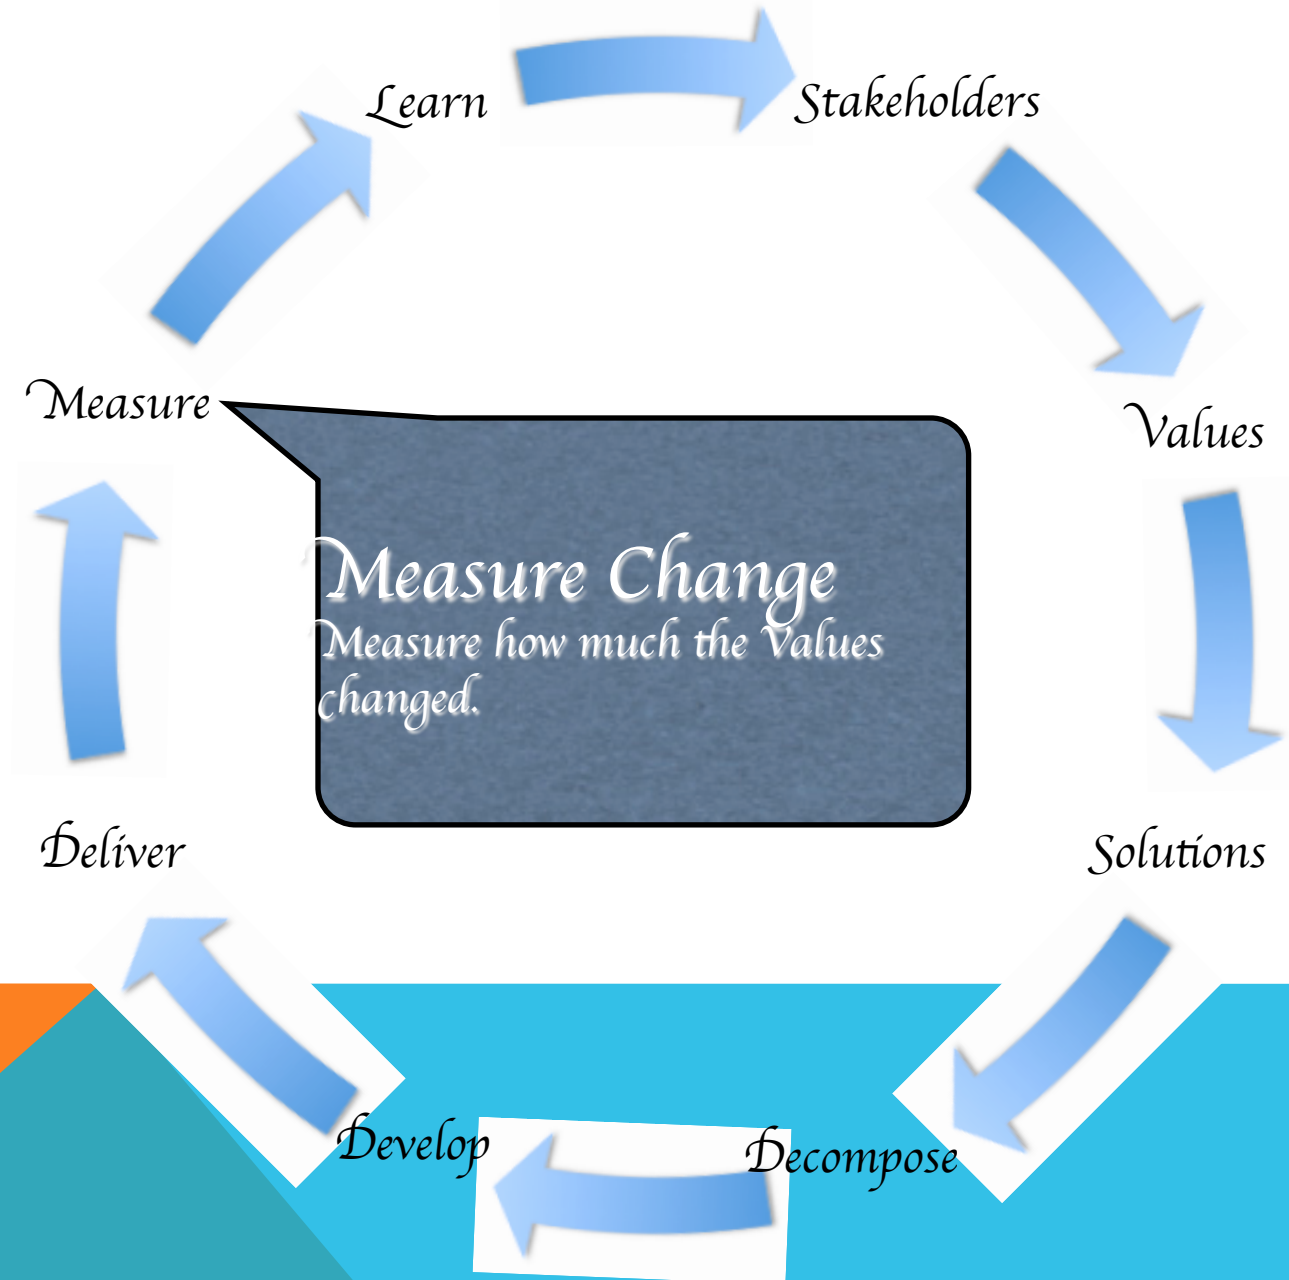 Learn
Stakeholders
Measure
Values
Measure Change
Measure how much the Values
changed.
Deliver
Solutions
Develop
Decompose